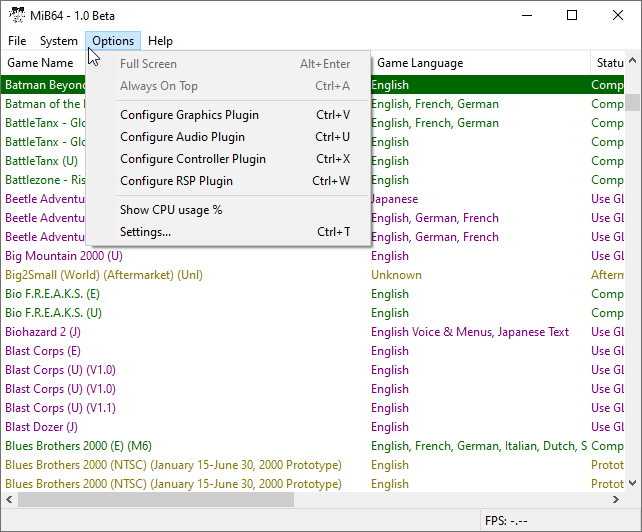 MiB64 - 1.0 Beta
File System Options Help
Game Name Game Language Statu
Full Screen Alt+Enter
Always On Top Ctrl+A
Configure Graphics Plugin Ctrl+V
Configure Audio Plugin Ctrl+U
Configure Controller Plugin Ctrl+X
Configure RSP Plugin Ctrl+W
Show CPU usage %
Settings... Ctrl+T
Batman Beyond English Comp
Batman of the English, French, German Comp
BattleTanx - Glo English, French, German Comp
BattleTanx - Glo English Comp
BattleTanx (U) English Comp
Battlezone - Ris English Comp
Beetle Adventu Japanese Use GL
Beetle Adventu English, German, French Use GL
Beetle Adventu English, German, French Use GL
Big Mountain 2000 (U) English Use GL
Big2Small (World) (Aftermarket) (Unl) Unknown Afterm
Bio F.R.E.A.K.S. (E) English Comp
Bio F.R.E.A.K.S. (U) English Comp
Biohazard 2 (J) English Voice & Menus, Japanese Text Use GL
Blast Corps (E) English Use GL
Blast Corps (U) (V1.0) English Use GL
Blast Corps (U) (V1.0) English Use GL
Blast Corps (U) (V1.1) English Use GL
Blast Dozer (J) English Use GL
Blues Brothers 2000 (E) (M6) English, French, German, Italian, Dutch, S Comp
Blues Brothers 2000 (NTSC) (January 15-June 30, 2000 Prototype) English Protot
Blues Brothers 2000 (NTSC) (January 15-June 30, 2000 Prototype) English Protot
FPS: -.--